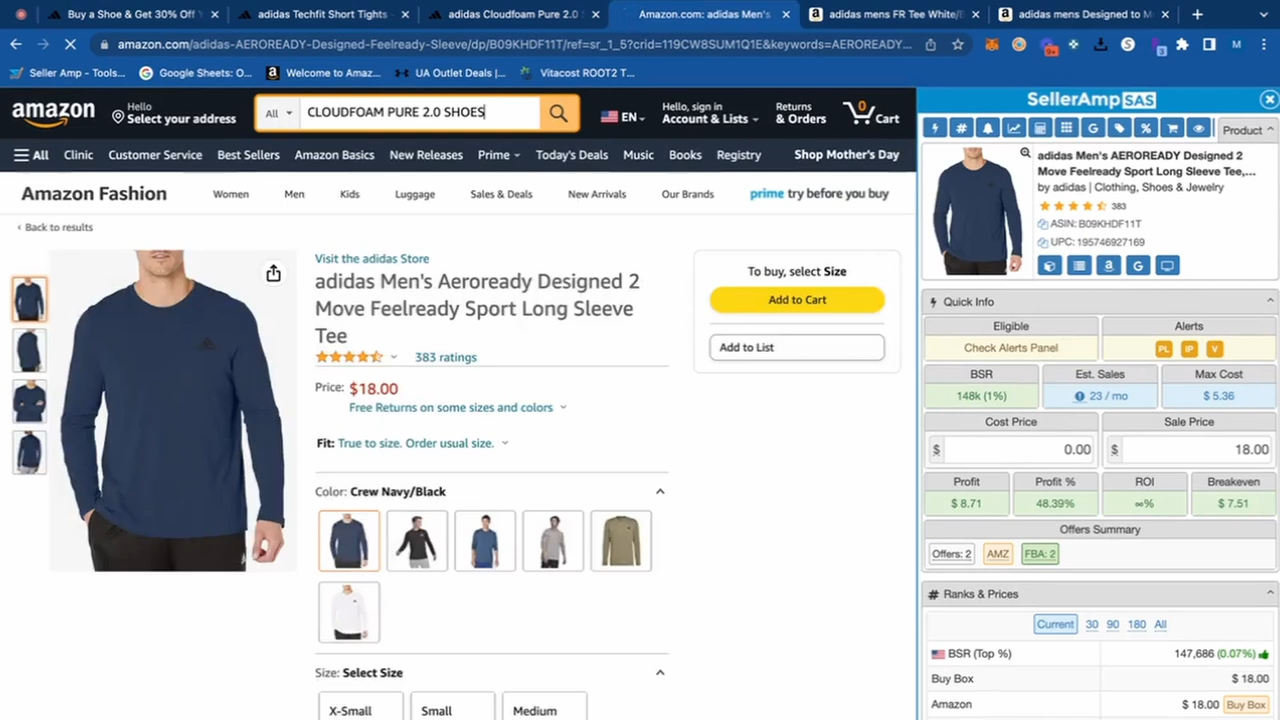 Buy a Shoe & Get 30% Off
adidas Techfit Short Tights -
adidas Cloudfoam Pure 2.0
Amazon.com: adidas Men's
adidas mens FR Tee White/
adidas mens Designed to M
amazon.com/adidas-AEROREADY-Designed-Feelready-Sleeve/dp/B09KHDF11T/ref=sr_1_5?crid=119CW8SUM1Q1E&keywords=AEROREADY...
9+
3
M
Seller Amp - Tools...
Google Sheets: O...
Welcome to Amaz...
UA Outlet Deals |...
Vitacost ROOT2 T...
amazon
Hello
Select your address
All
CLOUDFOAM PURE 2.0 SHOES
EN
Hello, sign in
Account & Lists
Returns
& Orders
0
Cart
All
Clinic
Customer Service
Best Sellers
Amazon Basics
New Releases
Prime
Today's Deals
Music
Books
Registry
Shop Mother's Day
Amazon Fashion
Women
Men
Kids
Luggage
Sales & Deals
New Arrivals
Our Brands
prime try before you buy
‹ Back to results
Visit the adidas Store
adidas Men's Aeroready Designed 2
Move Feelready Sport Long Sleeve
Tee
383 ratings
Price: $18.00
Free Returns on some sizes and colors
Fit: True to size. Order usual size.
Color: Crew Navy/Black
Size: Select Size
X-Small
Small
Medium
To buy, select Size
Add to Cart
Add to List
SellerAmp SAS
Product
adidas Men's AEROREADY Designed 2
Move Feelready Sport Long Sleeve Tee,...
by adidas | Clothing, Shoes & Jewelry
383
ASIN: B09KHDF11T
UPC: 195746927169
Quick Info
Eligible
Alerts
Check Alerts Panel
PL
IP
V
BSR
Est. Sales
Max Cost
148k (1%)
23 / mo
$ 5.36
Cost Price
Sale Price
$ 0.00
$ 18.00
Profit
Profit %
ROI
Breakeven
$ 8.71
48.39%
∞%
$ 7.51
Offers Summary
Offers: 2
AMZ
FBA: 2
# Ranks & Prices
Current
30
90
180
All
BSR (Top %)
147,686 (0.07%)
Buy Box
$ 18.00
Amazon
$ 18.00 Buy Box